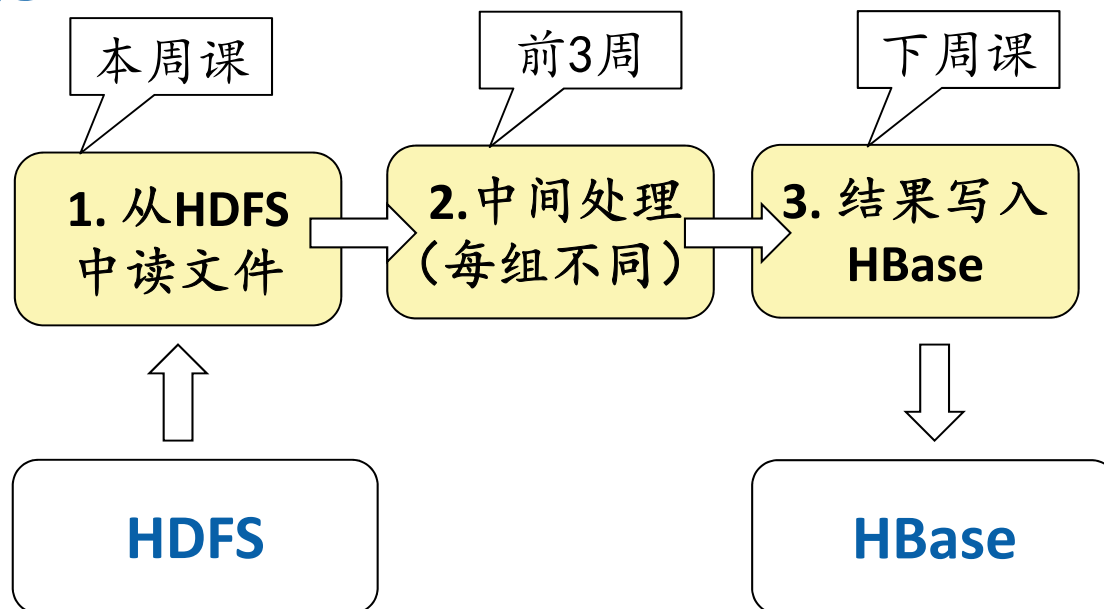 本周课
前3周
下周课
1. 从HDFS
中读文件
2.中间处理
（每组不同）
3. 结果写入
HBase
HDFS
HBase